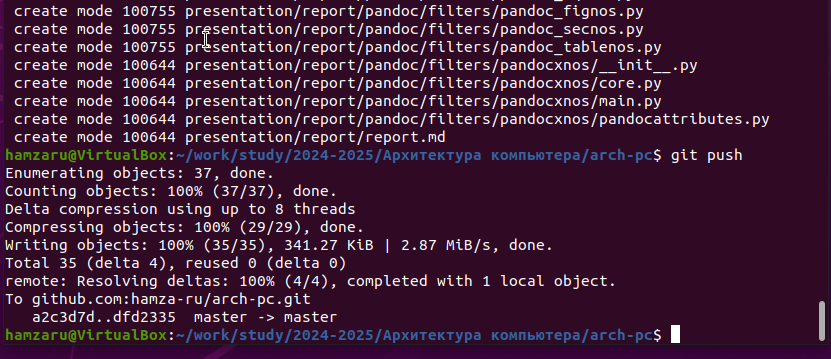 create mode 100755 presentation/report/pandoc/filters/pandoc_fignos.py
create mode 100755 presentation/report/pandoc/filters/pandoc_secnos.py
create mode 100755 presentation/report/pandoc/filters/pandoc_tablenos.py
create mode 100644 presentation/report/pandoc/filters/pandocxnos/__init__.py
create mode 100644 presentation/report/pandoc/filters/pandocxnos/core.py
create mode 100644 presentation/report/pandoc/filters/pandocxnos/main.py
create mode 100644 presentation/report/pandoc/filters/pandocxnos/pandocattributes.py
create mode 100644 presentation/report/report.md
hamzaru@VirtualBox:~/work/study/2024-2025/Архитектура компьютера/arch-pc$ git push
Enumerating objects: 37, done.
Counting objects: 100% (37/37), done.
Delta compression using up to 8 threads
Compressing objects: 100% (29/29), done.
Writing objects: 100% (35/35), 341.27 KiB | 2.87 MiB/s, done.
Total 35 (delta 4), reused 0 (delta 0)
remote: Resolving deltas: 100% (4/4), completed with 1 local object.
To github.com:hamza-ru/arch-pc.git
a2c3d7d..dfd2335  master -> master
hamzaru@VirtualBox:~/work/study/2024-2025/Архитектура компьютера/arch-pc$